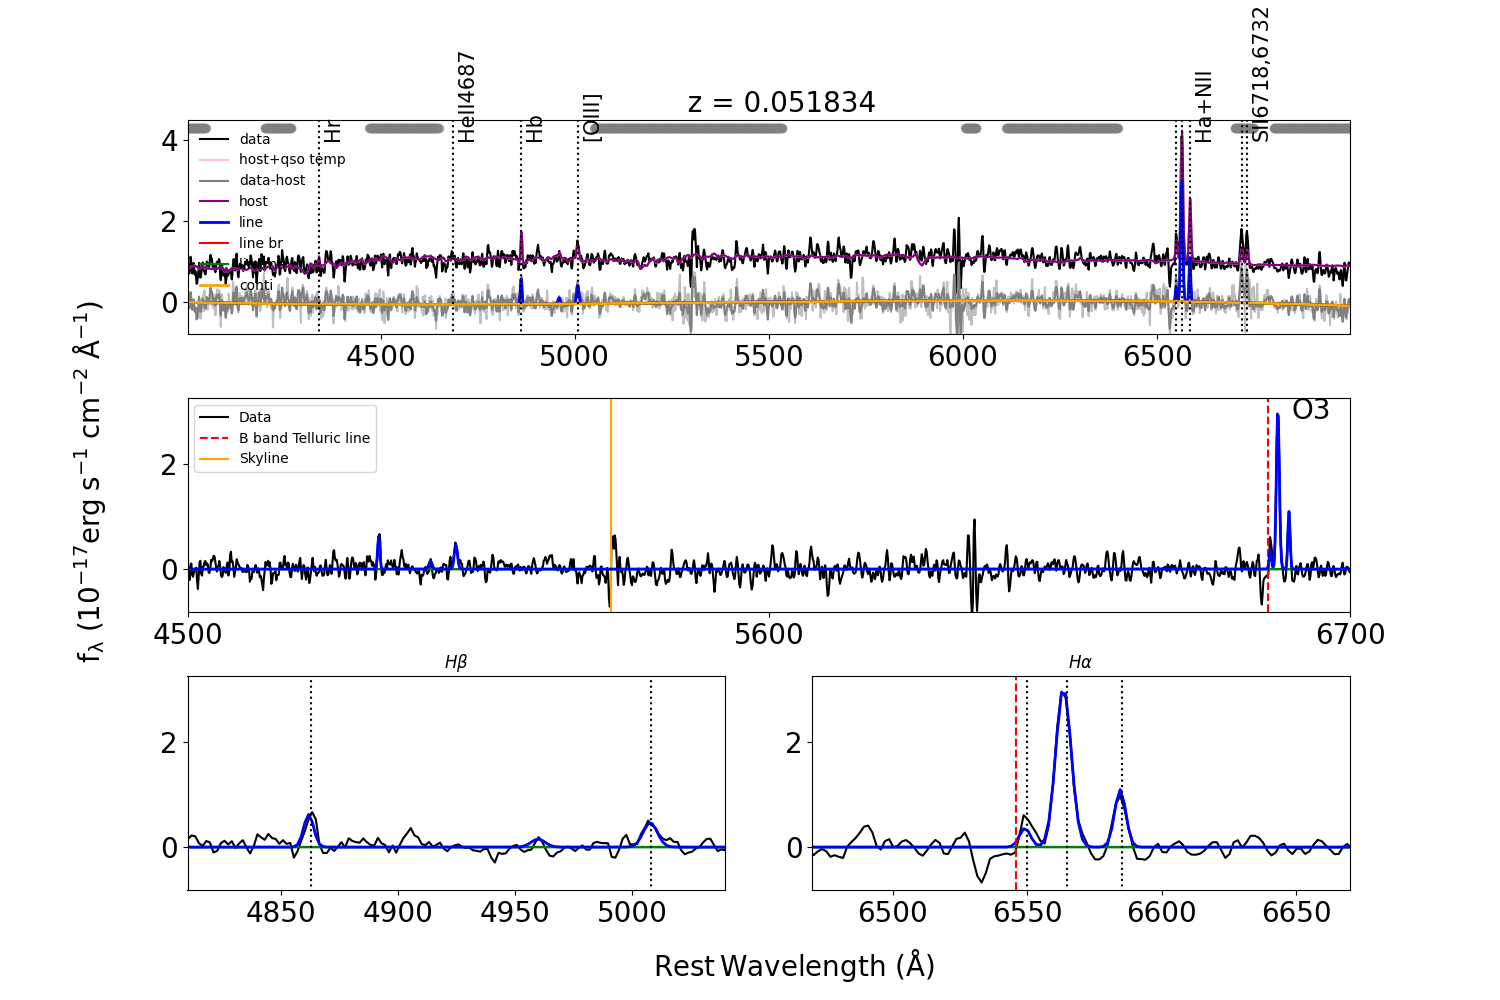 z = 0.051834
Hr
HeII4687
Hb
[OIII]
Ha+NII
SII6718,6732
data
host+qso temp
data-host
host
line
line br
conti
4
2
0
4500
5000
5500
6000
6500
fλ (10⁻¹⁷erg s⁻¹ cm⁻² Å⁻¹)
Data
B band Telluric line
Skyline
O3
2
0
4500
5600
6700
Hβ
2
0
4850
4900
4950
5000
Hα
2
0
6500
6550
6600
6650
Rest Wavelength (Å)